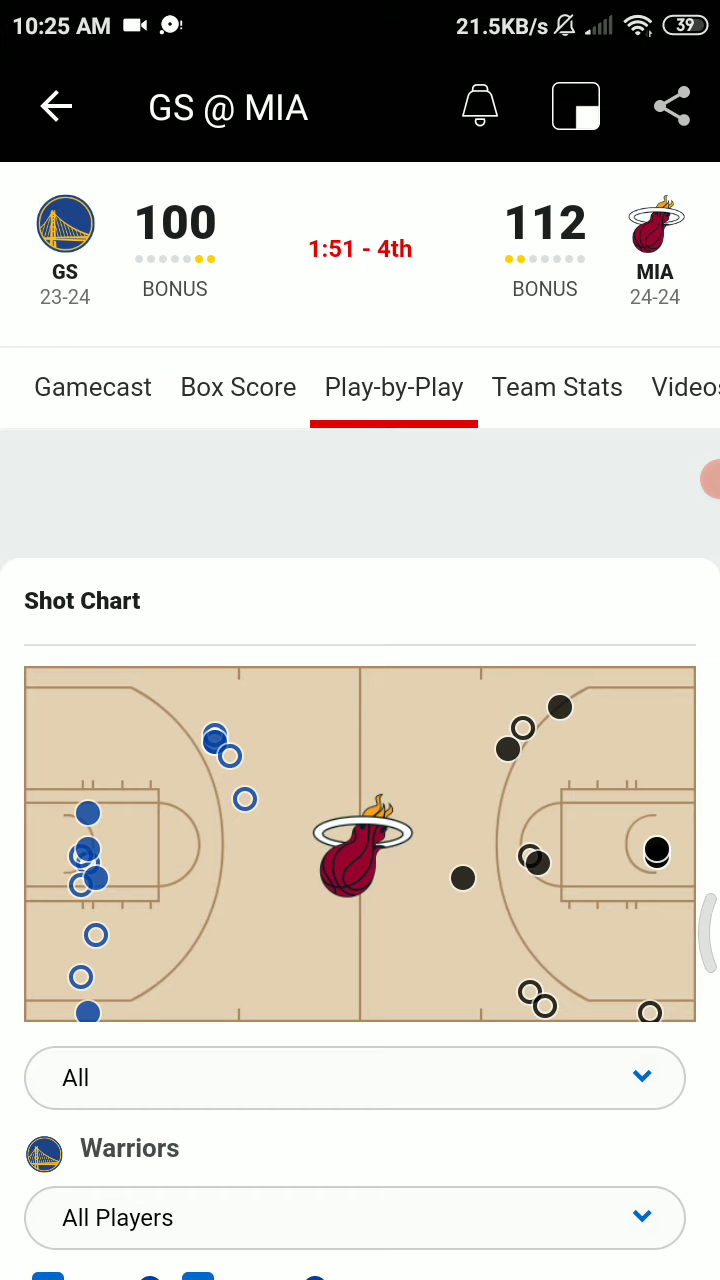 10:25 AM 21.5KB/s 39
GS @ MIA
100 112
1:51 - 4th
GS MIA
23-24 BONUS BONUS 24-24
Gamecast Box Score Play-by-Play Team Stats Videos
Shot Chart
All
Warriors
All Players